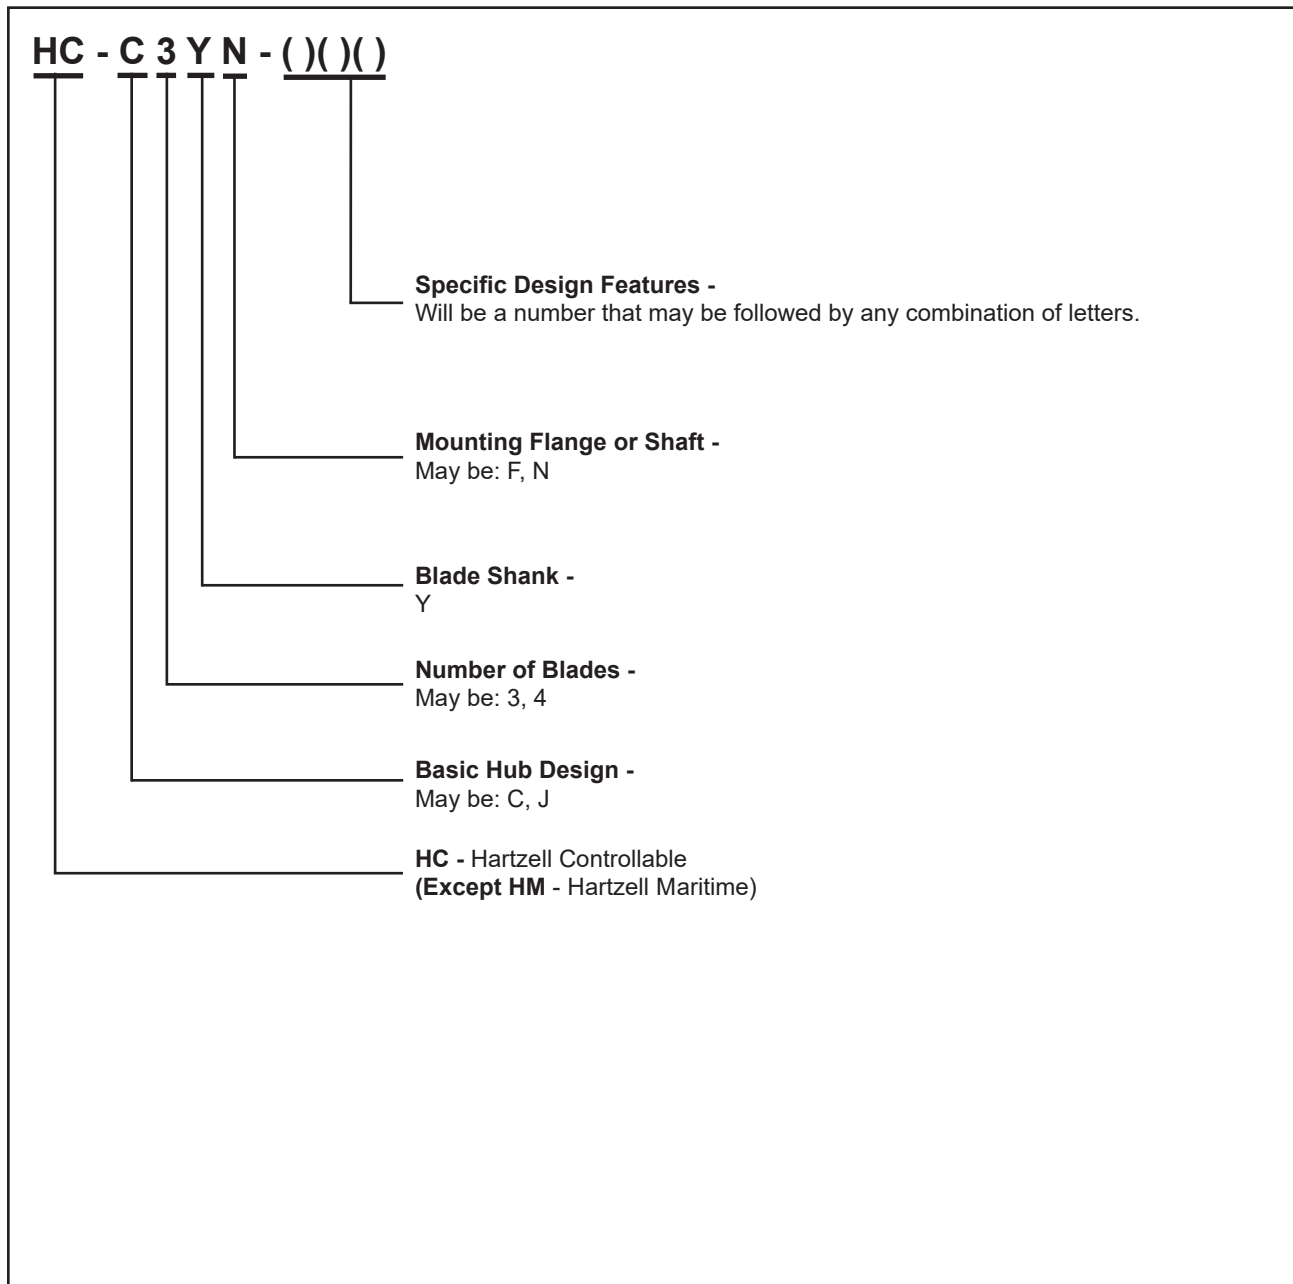 HC - C 3 Y N - ( )( )( )
Specific Design Features -
Will be a number that may be followed by any combination of letters.
Mounting Flange or Shaft -
May be: F, N
Blade Shank -
Y
Number of Blades -
May be: 3, 4
Basic Hub Design -
May be: C, J
HC - Hartzell Controllable
(Except HM - Hartzell Maritime)